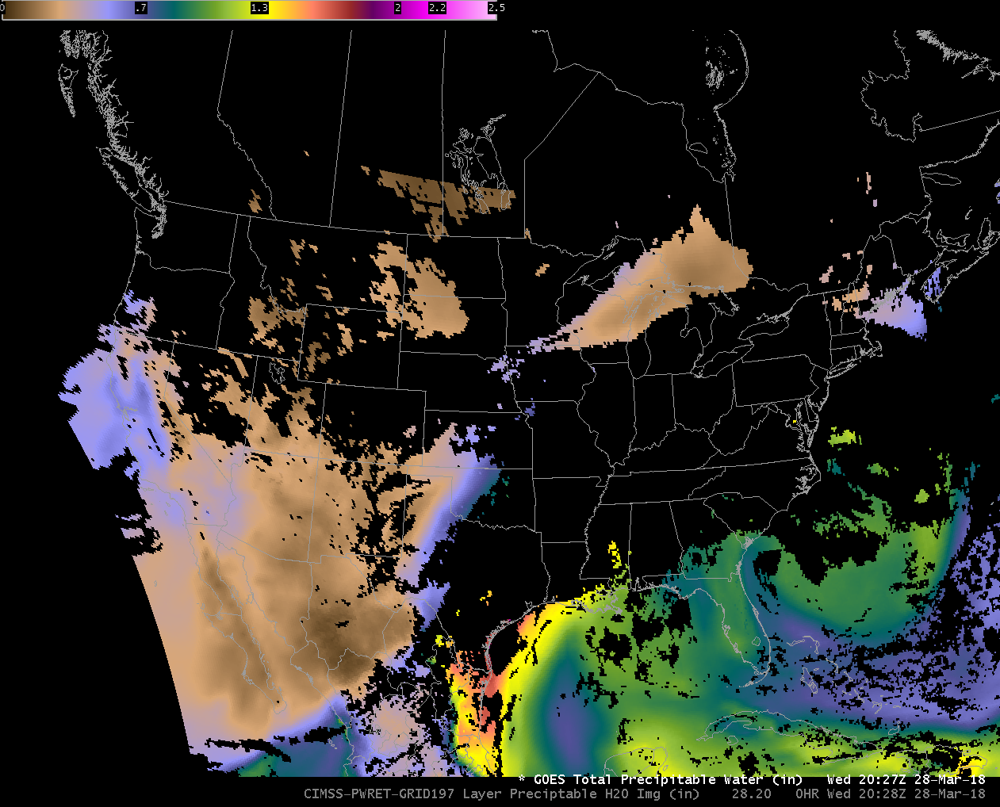 0 .7 1.3 2 2.2 2.5
* GOES Total Precipitable Water (in) Wed 20:27Z 28-Mar-18
CIMSS-PWRET-GRID197 Layer Preciptable H2O Img (in) 28.20 0HR Wed 20:28Z 28-Mar-18